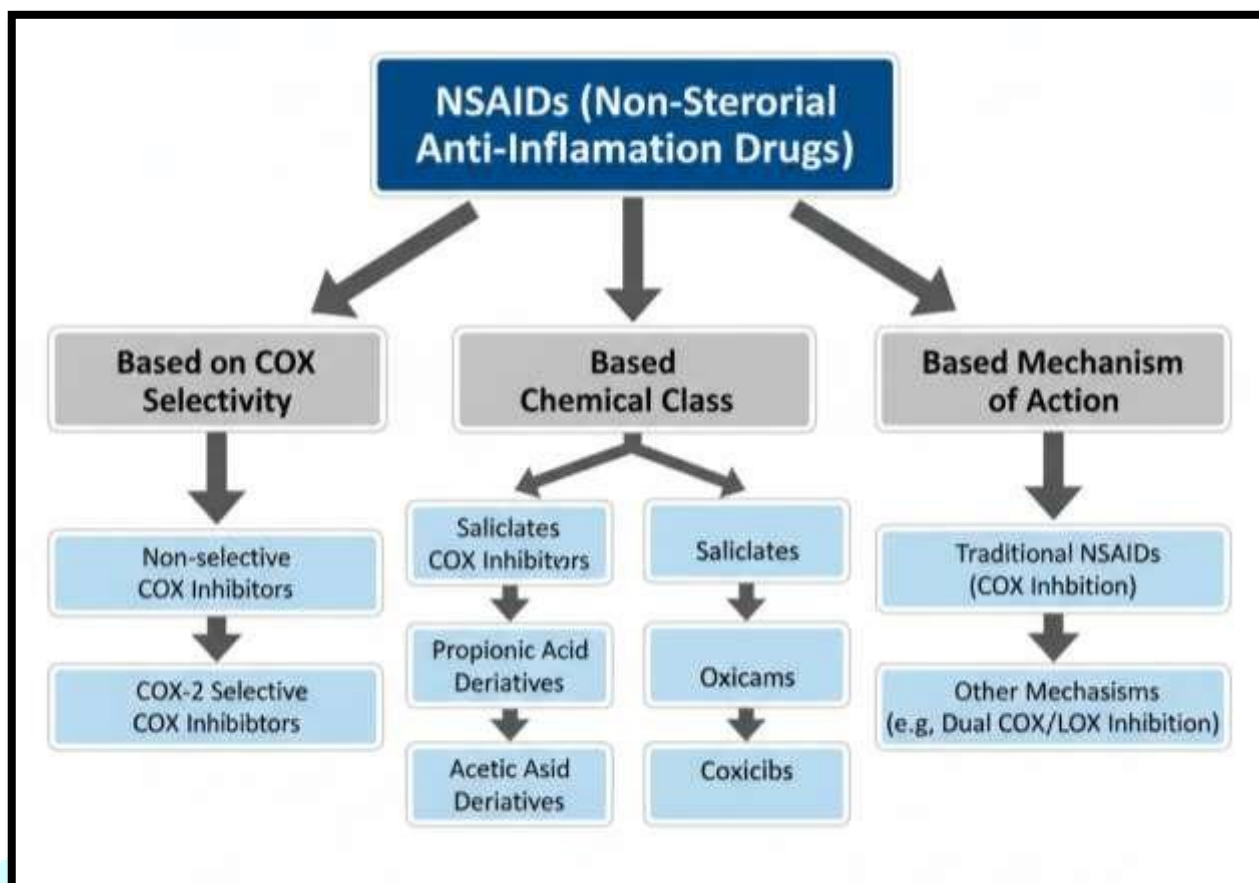 NSAIDs (Non-Sterorial
Anti-Inflamation Drugs)
Based on COX
Selectivity
Non-selective
COX Inhibitors
COX-2 Selective
COX Inhibibtors
Based
Chemical Class
Saliclates
COX Inhibitors
Propionic Acid
Deriatives
Acetic Asid
Deriatives
Saliclates
Oxicams
Coxicibs
Based Mechanism
of Action
Traditional NSAIDs
(COX Inhbition)
Other Mechasisms
(e.g, Dual COX/LOX Inhibition)